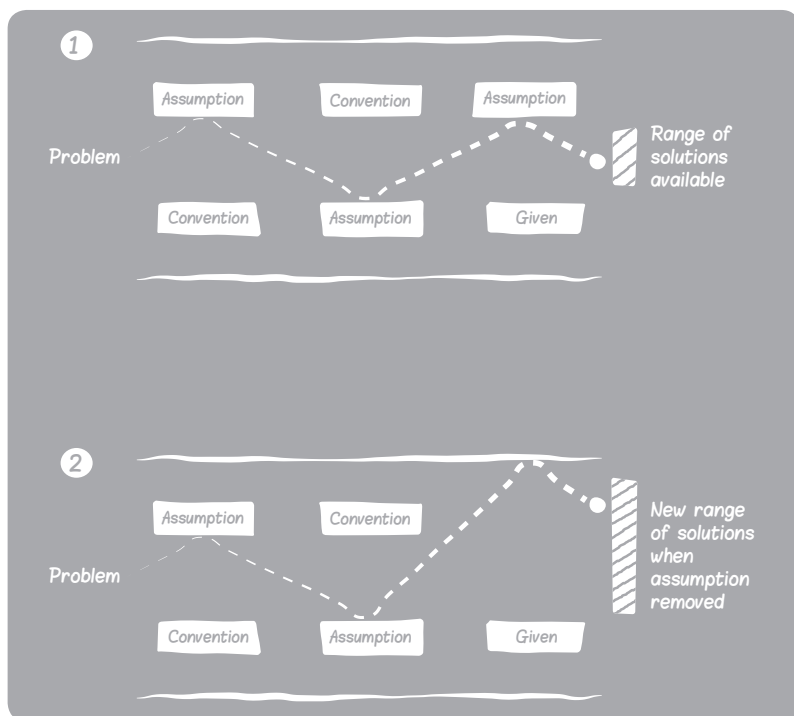 1
Assumption Convention Assumption
Problem
Range of
solutions
available
Convention Assumption Given
2
Assumption Convention
Problem
New range
of solutions
when
assumption
removed
Convention Assumption Given